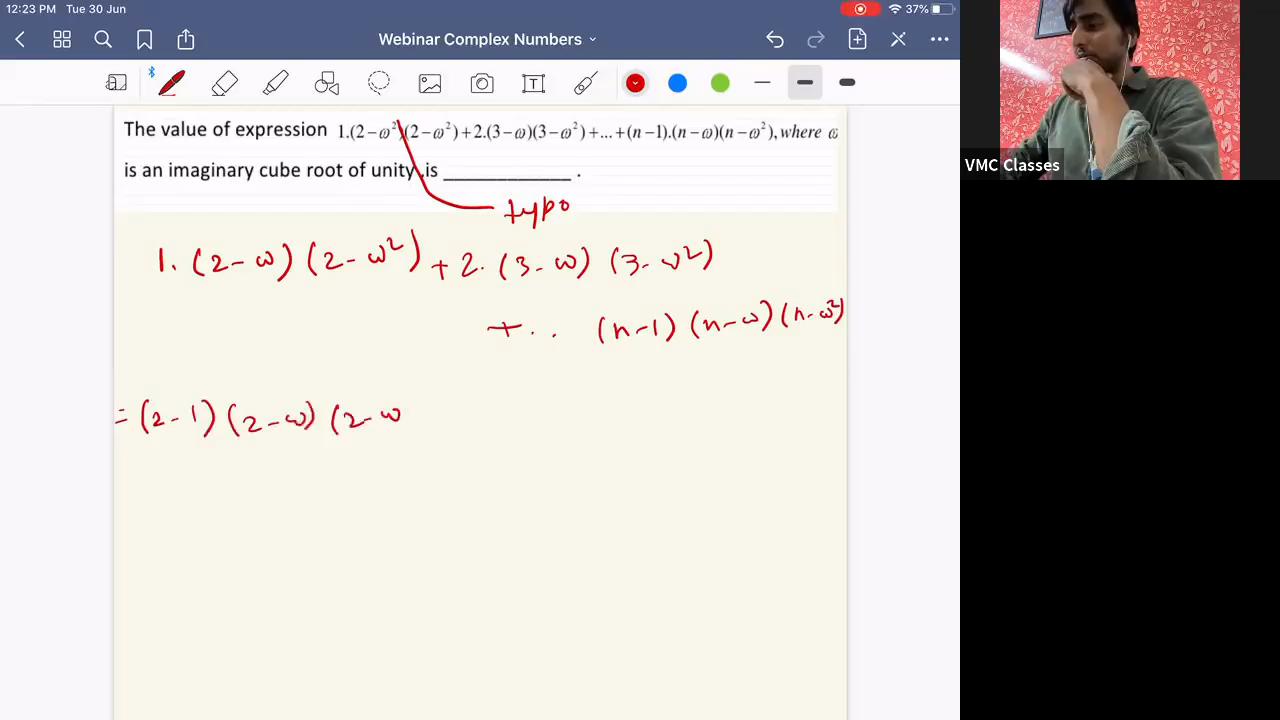 12:23 PM Tue 30 Jun
37%
Webinar Complex Numbers
The value of expression 1.(2−ω²)(2−ω²)+2.(3−ω)(3−ω²)+...+(n−1).(n−ω)(n−ω²), where ω
is an imaginary cube root of unity, is ____________ .
typo
1. (2-ω) (2-ω²) + 2. (3-ω) (3-ω²)
+.. (n-1) (n-ω) (n-ω²)
= (2-1) (2-ω) (2-ω
VMC Classes